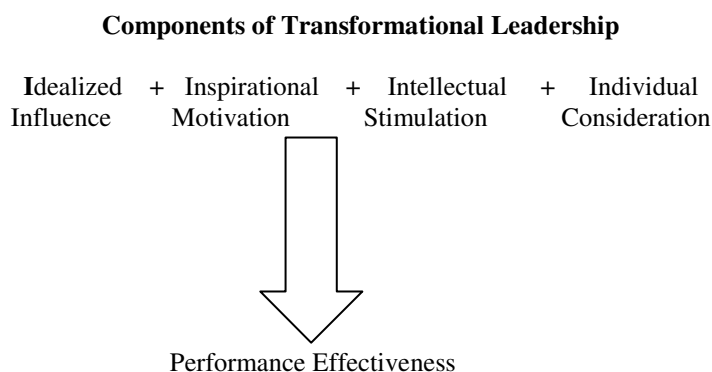 Components of Transformational Leadership
Idealized + Inspirational + Intellectual + Individual
Influence Motivation Stimulation Consideration
Performance Effectiveness